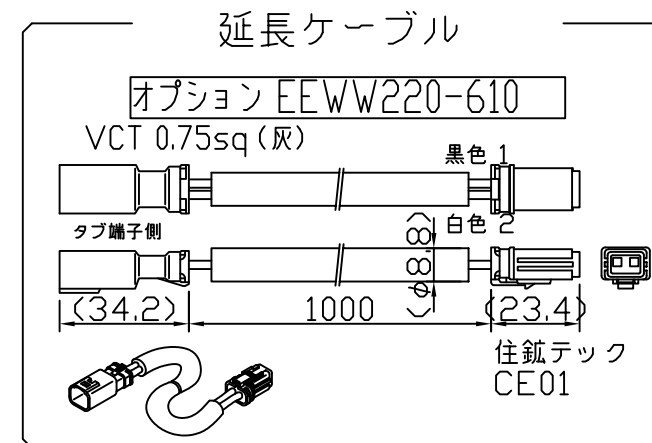 延長ケーブル
オプション EEWW220-610
VCT 0.75sq (灰)
黒色 1
タブ端子側
白色 2
(φ8.8)
(34.2)
1000
(23.4)
住鉱テック
CE01